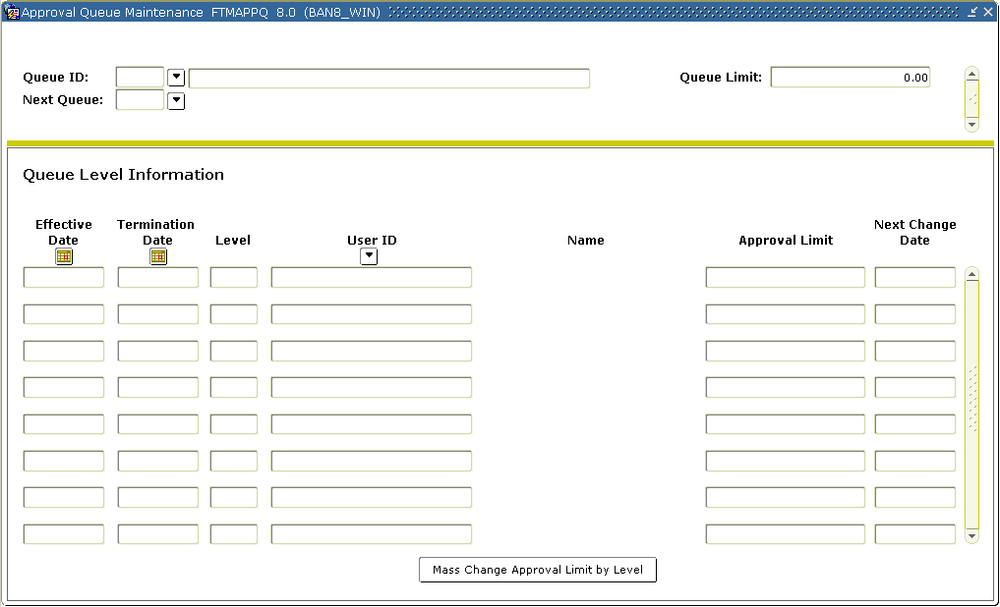 Approval Queue Maintenance FTMAPPQ 8.0 (BAN8_WIN)
Queue ID: Queue Limit: 0.00
Next Queue:
Queue Level Information
Effective Date Termination Date Level User ID Name Approval Limit Next Change Date
Mass Change Approval Limit by Level